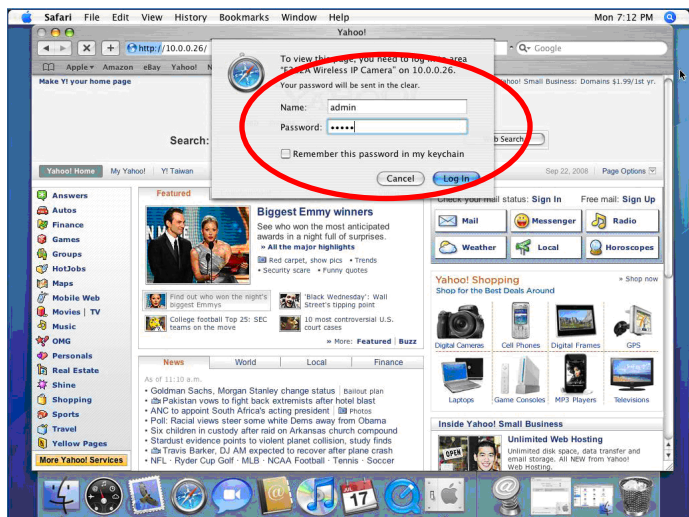 Safari File Edit View History Bookmarks Window Help Mon 7:12 PM
Yahoo!
http://10.0.0.26/
Google
Apple Amazon eBay Yahoo! N
To view this page, you need to log in to area
Wireless IP Camera" on 10.0.0.26.
Your password will be sent in the clear.
Name: admin
Password: •••••
Remember this password in my keychain
Cancel Log In
Make Y! your home page
ahoo! Small Business: Domains $1.99/1st yr.
Search:
b Search
Yahoo! Home My Yahoo! Y! Taiwan
Sep 22, 2008 Page Options
Answers
Autos
Finance
Games
Groups
HotJobs
Maps
Mobile Web
Movies | TV
Music
OMG
Personals
Real Estate
Shine
Shopping
Sports
Travel
Yellow Pages
More Yahoo! Services
Featured
Biggest Emmy winners
See who won the most anticipated
awards in a night full of surprises.
» All the major highlights
Red carpet, show pics • Trends
• Security scare • Funny quotes
Find out who won the night's
biggest Emmys
'Black Wednesday': Wall
Street's tipping point
College football Top 25: SEC
teams on the move
10 most controversial U.S.
court cases
» More: Featured | Buzz
News World Local Finance
As of 11:10 a.m.
• Goldman Sachs, Morgan Stanley change status | Bailout plan
• Pakistan vows to fight back extremists after hotel blast
• ANC to appoint South Africa's acting president | Photos
• Poll: Racial views steer some white Dems away from Obama
• Six children in custody after raid on Arkansas church compound
• Stardust evidence points to violent planet collision, study finds
• Travis Barker, DJ AM expected to recover after plane crash
• NFL · Ryder Cup Golf · MLB · NCAA Football · Tennis · Soccer
Check your mail status: Sign In Free mail: Sign Up
Mail Messenger Radio
Weather Local Horoscopes
Yahoo! Shopping » Shop now
Shop for the Best Deals Around
Digital Cameras Cell Phones Digital Frames GPS
Laptops Game Consoles MP3 Players Televisions
Inside Yahoo! Small Business
OPEN
Unlimited Web Hosting
Unlimited disk space, data transfer and
email storage. All NEW from Yahoo!
Web Hosting.
JUL
17